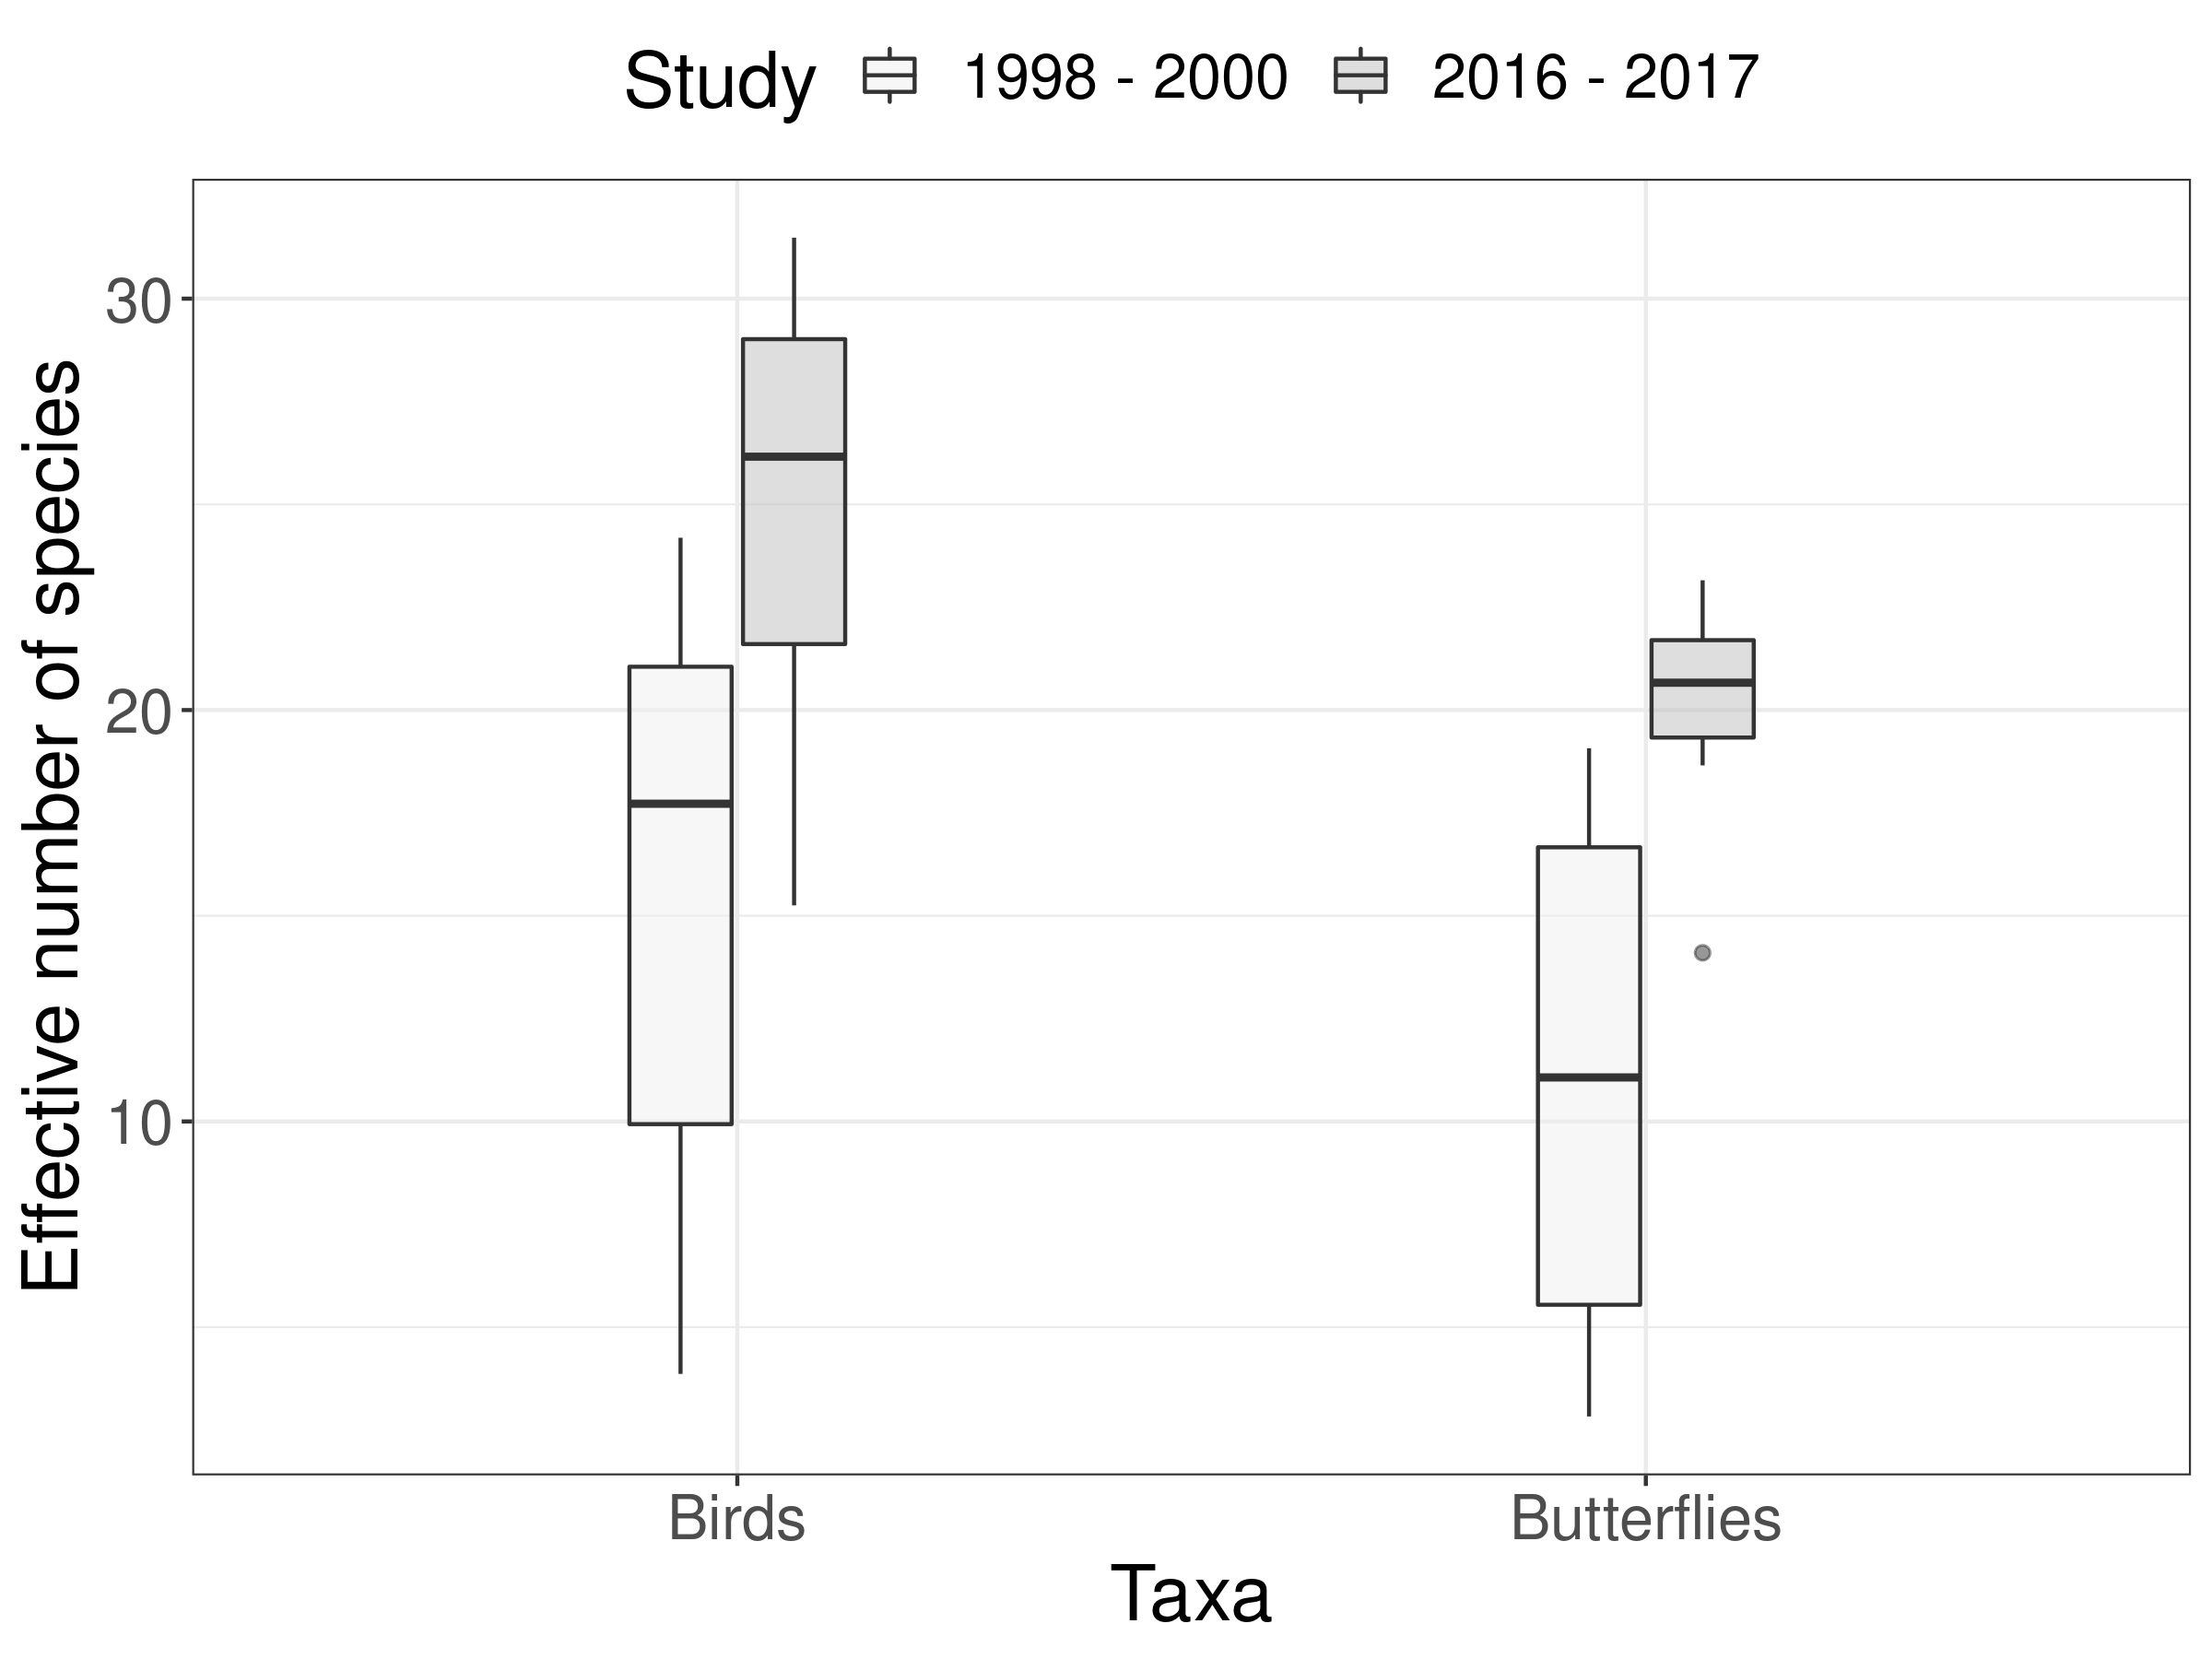 Study 1998 - 2000 2016 - 2017
Effective number of species
30
20
10
Birds Butterflies
Taxa